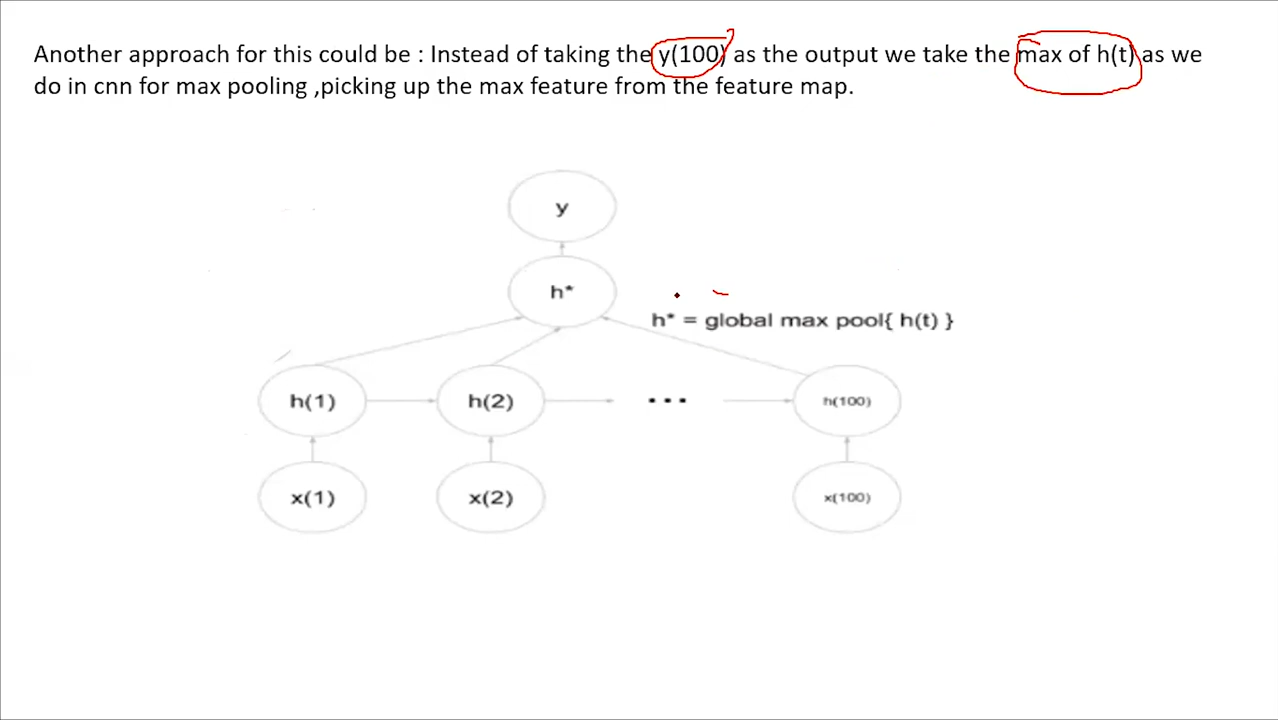 Another approach for this could be : Instead of taking the y(100) as the output we take the max of h(t) as we
do in cnn for max pooling ,picking up the max feature from the feature map.
y
h*
h* = global max pool{ h(t) }
h(1) h(2) ... h(100)
x(1) x(2) x(100)